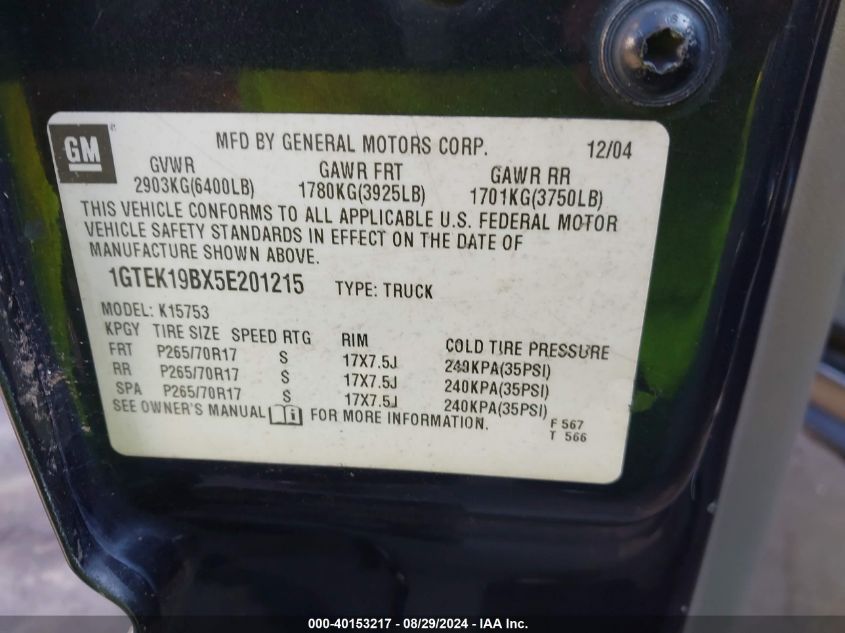 GM
MFD BY GENERAL MOTORS CORP. 12/04
GVWR GAWR FRT GAWR RR
2903KG(6400LB) 1780KG(3925LB) 1701KG(3750LB)
THIS VEHICLE CONFORMS TO ALL APPLICABLE U.S. FEDERAL MOTOR
VEHICLE SAFETY STANDARDS IN EFFECT ON THE DATE OF
MANUFACTURE SHOWN ABOVE.
1GTEK19BX5E201215 TYPE: TRUCK
MODEL: K15753
KPGY TIRE SIZE SPEED RTG RIM COLD TIRE PRESSURE
FRT P265/70R17 S 17X7.5J 240KPA(35PSI)
RR P265/70R17 S 17X7.5J 240KPA(35PSI)
SPA P265/70R17 S 17X7.5J 240KPA(35PSI)
SEE OWNER'S MANUAL i FOR MORE INFORMATION.
F 567
T 566
000-40153217 - 08/29/2024 - IAA Inc.